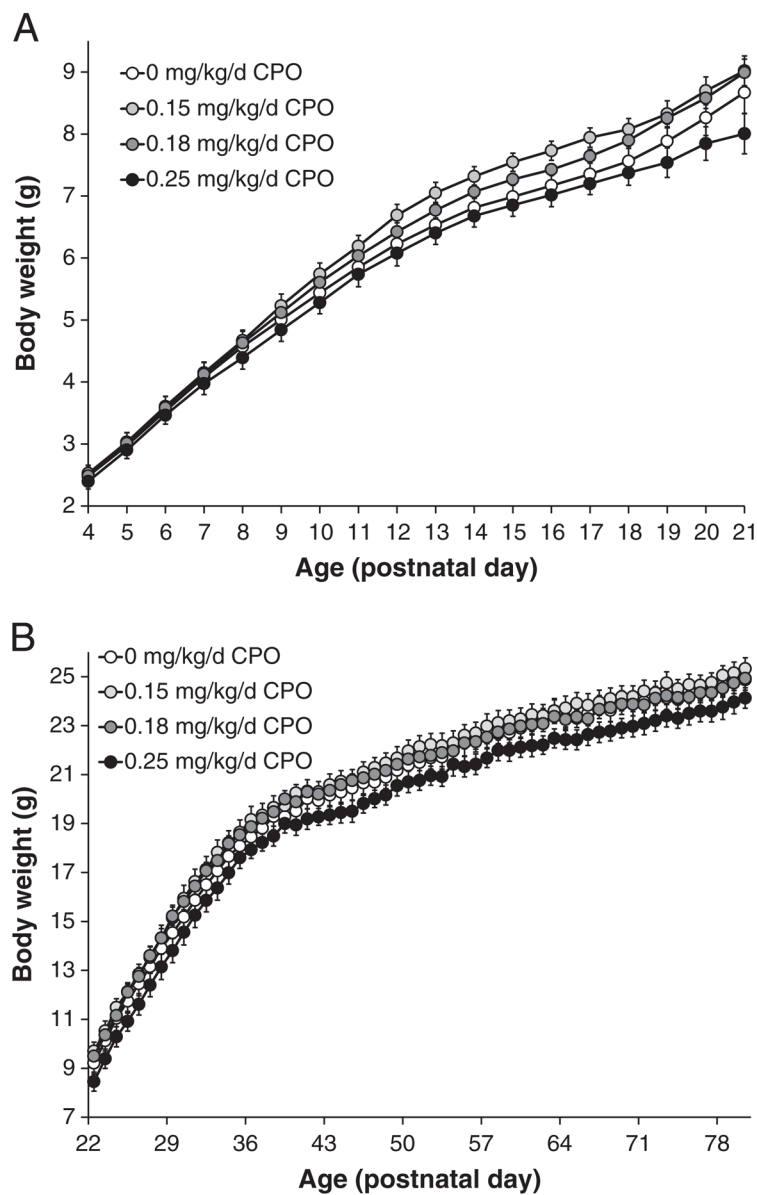 A
0 mg/kg/d CPO
0.15 mg/kg/d CPO
0.18 mg/kg/d CPO
0.25 mg/kg/d CPO
Body weight (g)
9
8
7
6
5
4
3
2
4 5 6 7 8 9 10 11 12 13 14 15 16 17 18 19 20 21
Age (postnatal day)
B
0 mg/kg/d CPO
0.15 mg/kg/d CPO
0.18 mg/kg/d CPO
0.25 mg/kg/d CPO
Body weight (g)
25
23
21
19
17
15
13
11
9
7
22 29 36 43 50 57 64 71 78
Age (postnatal day)